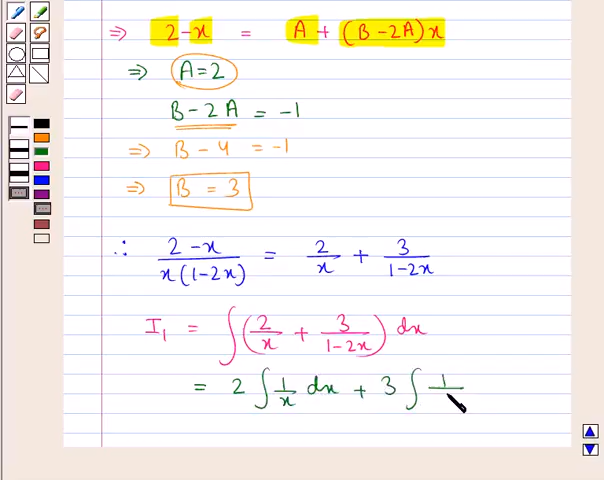 ⇒ 2-x = A + (B-2A)x
⇒ A=2
B-2A = -1
⇒ B-4 = -1
⇒ B = 3
∴ 2-x/x(1-2x) = 2/x + 3/1-2x
I₁ = ∫(2/x + 3/1-2x) dx
= 2∫1/x dx + 3∫1/